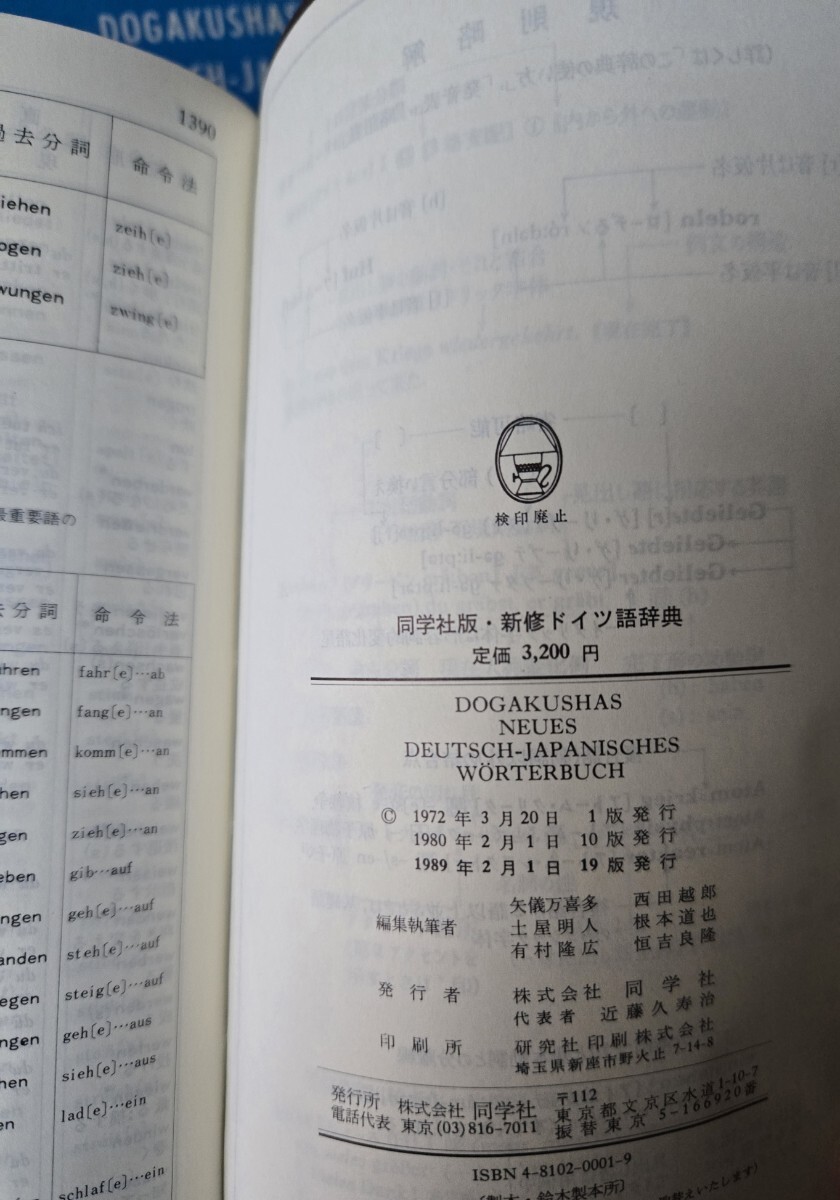 DOGAKUSHAS
1390
過去分詞 命令法
iehen zeih[e]
ogen zieh[e]
wungen zwing[e]
最重要語の
去分詞 命令法
ahren fahr[e]…ab
ngen fang[e]…an
ommen komm[e]…an
hen sieh[e]…an
gen zieh[e]…an
eben gib…auf
ngen geh[e]…auf
anden steh[e]…auf
egen steig[e]…auf
ngen geh[e]…aus
hen sieh[e]…aus
en lad[e]…ein
schlaf[e]…ein
検印廃止
同学社版・新修ドイツ語辞典
定価 3,200 円
DOGAKUSHAS
NEUES
DEUTSCH-JAPANISCHES
WÖRTERBUCH
© 1972 年 3 月 20 日 1 版 発行
1980 年 2 月 1 日 10 版 発行
1989 年 2 月 1 日 19 版 発行
編集執筆者
矢儀万喜多 西田越郎
土屋明人 根本道也
有村隆広 恒吉良隆
発行者 株式会社 同学社
代表者 近藤久寿治
印刷所 研究社印刷株式会社
埼玉県新座市野火止 7-14-8
発行所 株式会社 同学社 〒112 東京都文京区水道1-10-7
電話代表 東京(03)816-7011 振替東京 5-166920番
ISBN 4-8102-0001-9